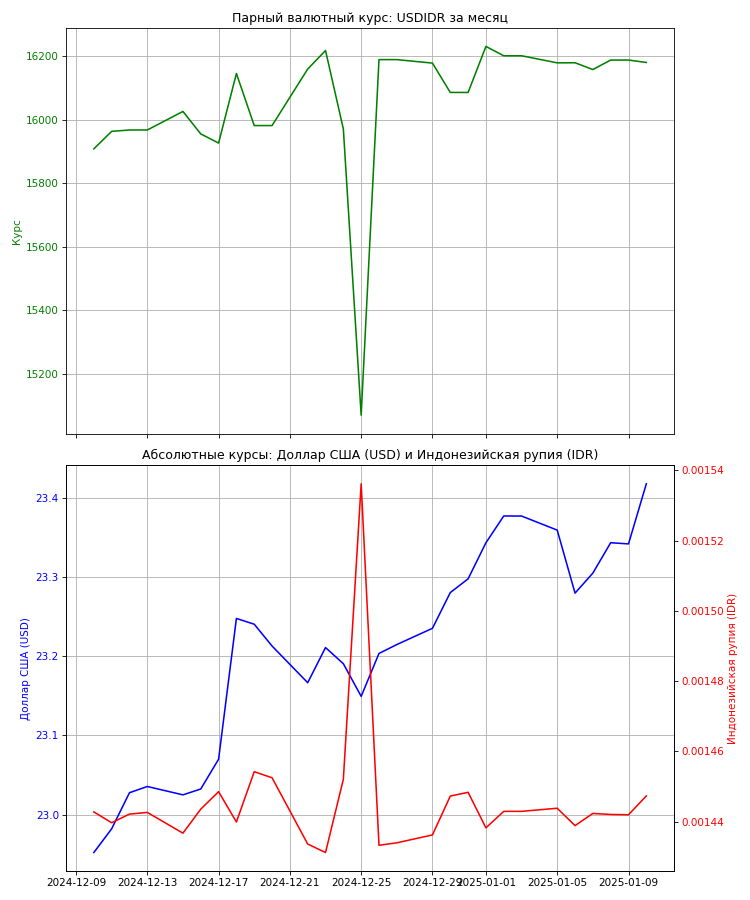 Парный валютный курс: USDIDR за месяц
Курс
16200
16000
15800
15600
15400
15200
Абсолютные курсы: Доллар США (USD) и Индонезийская рупия (IDR)
Доллар США (USD)
23.4
23.3
23.2
23.1
23.0
0.00154
0.00152
0.00150
0.00148
0.00146
0.00144
Индонезийская рупия (IDR)
2024-12-09 2024-12-13 2024-12-17 2024-12-21 2024-12-25 2024-12-29 2025-01-01 2025-01-05 2025-01-09